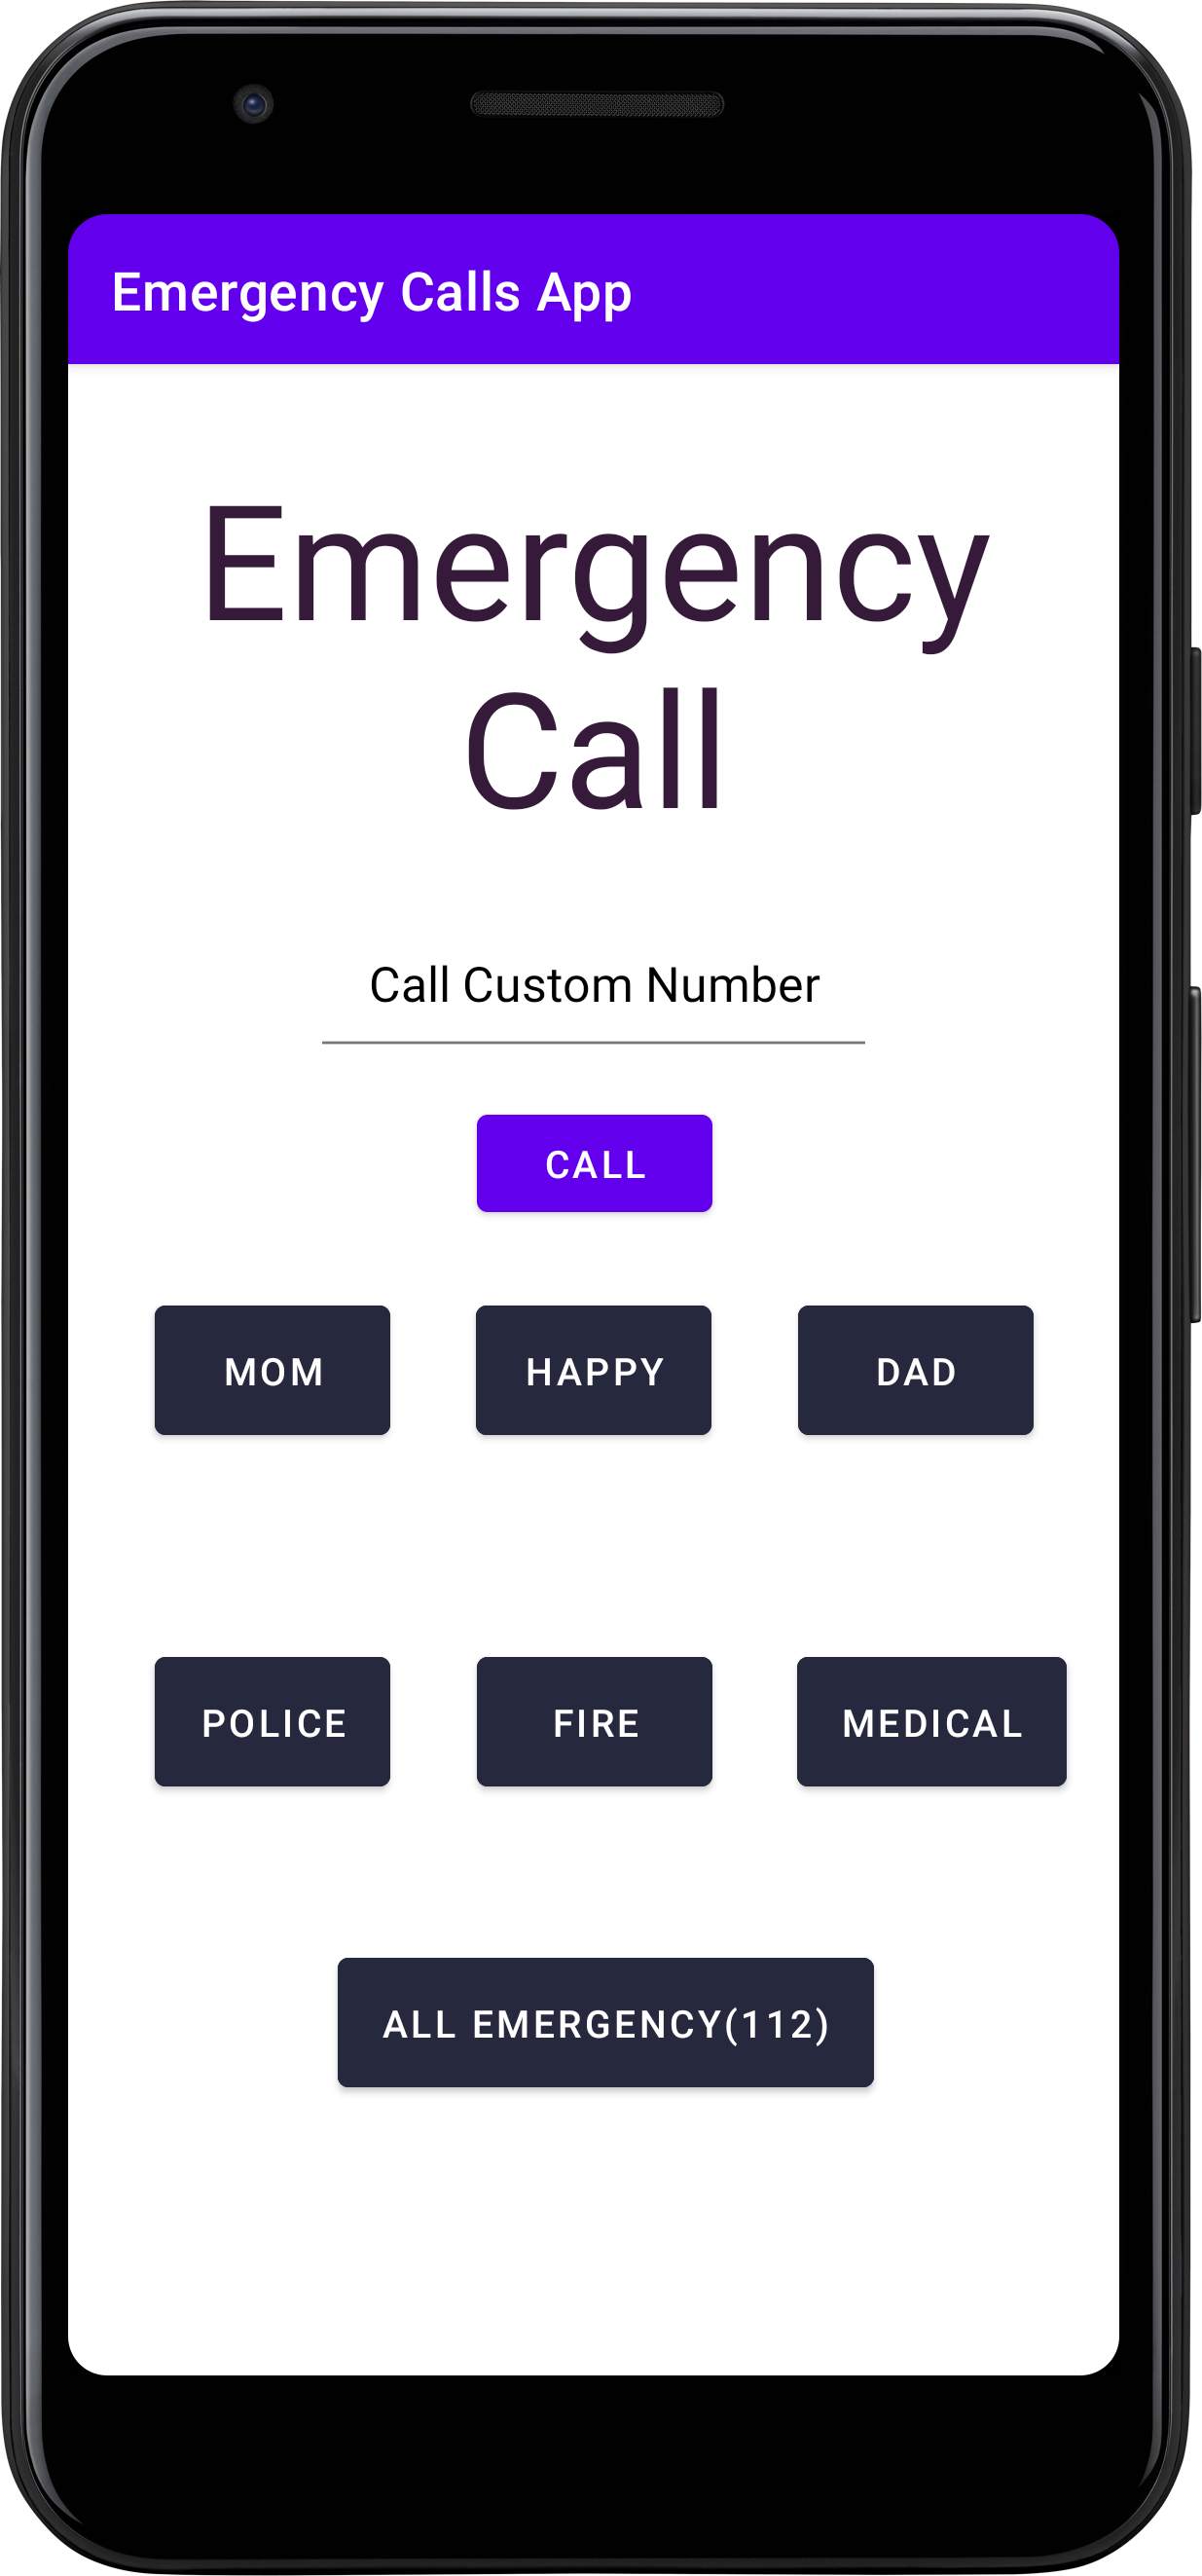 Emergency Calls App
Emergency
Call
Call Custom Number
CALL
MOM HAPPY DAD
POLICE FIRE MEDICAL
ALL EMERGENCY(112)